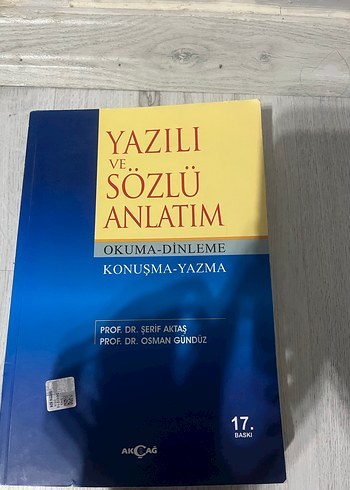 YAZILI
VE
SÖZLÜ
ANLATIM
OKUMA-DİNLEME
KONUŞMA-YAZMA
PROF. DR. ŞERİF AKTAŞ
PROF. DR. OSMAN GÜNDÜZ
17.
BASKI
AKÇAĞ